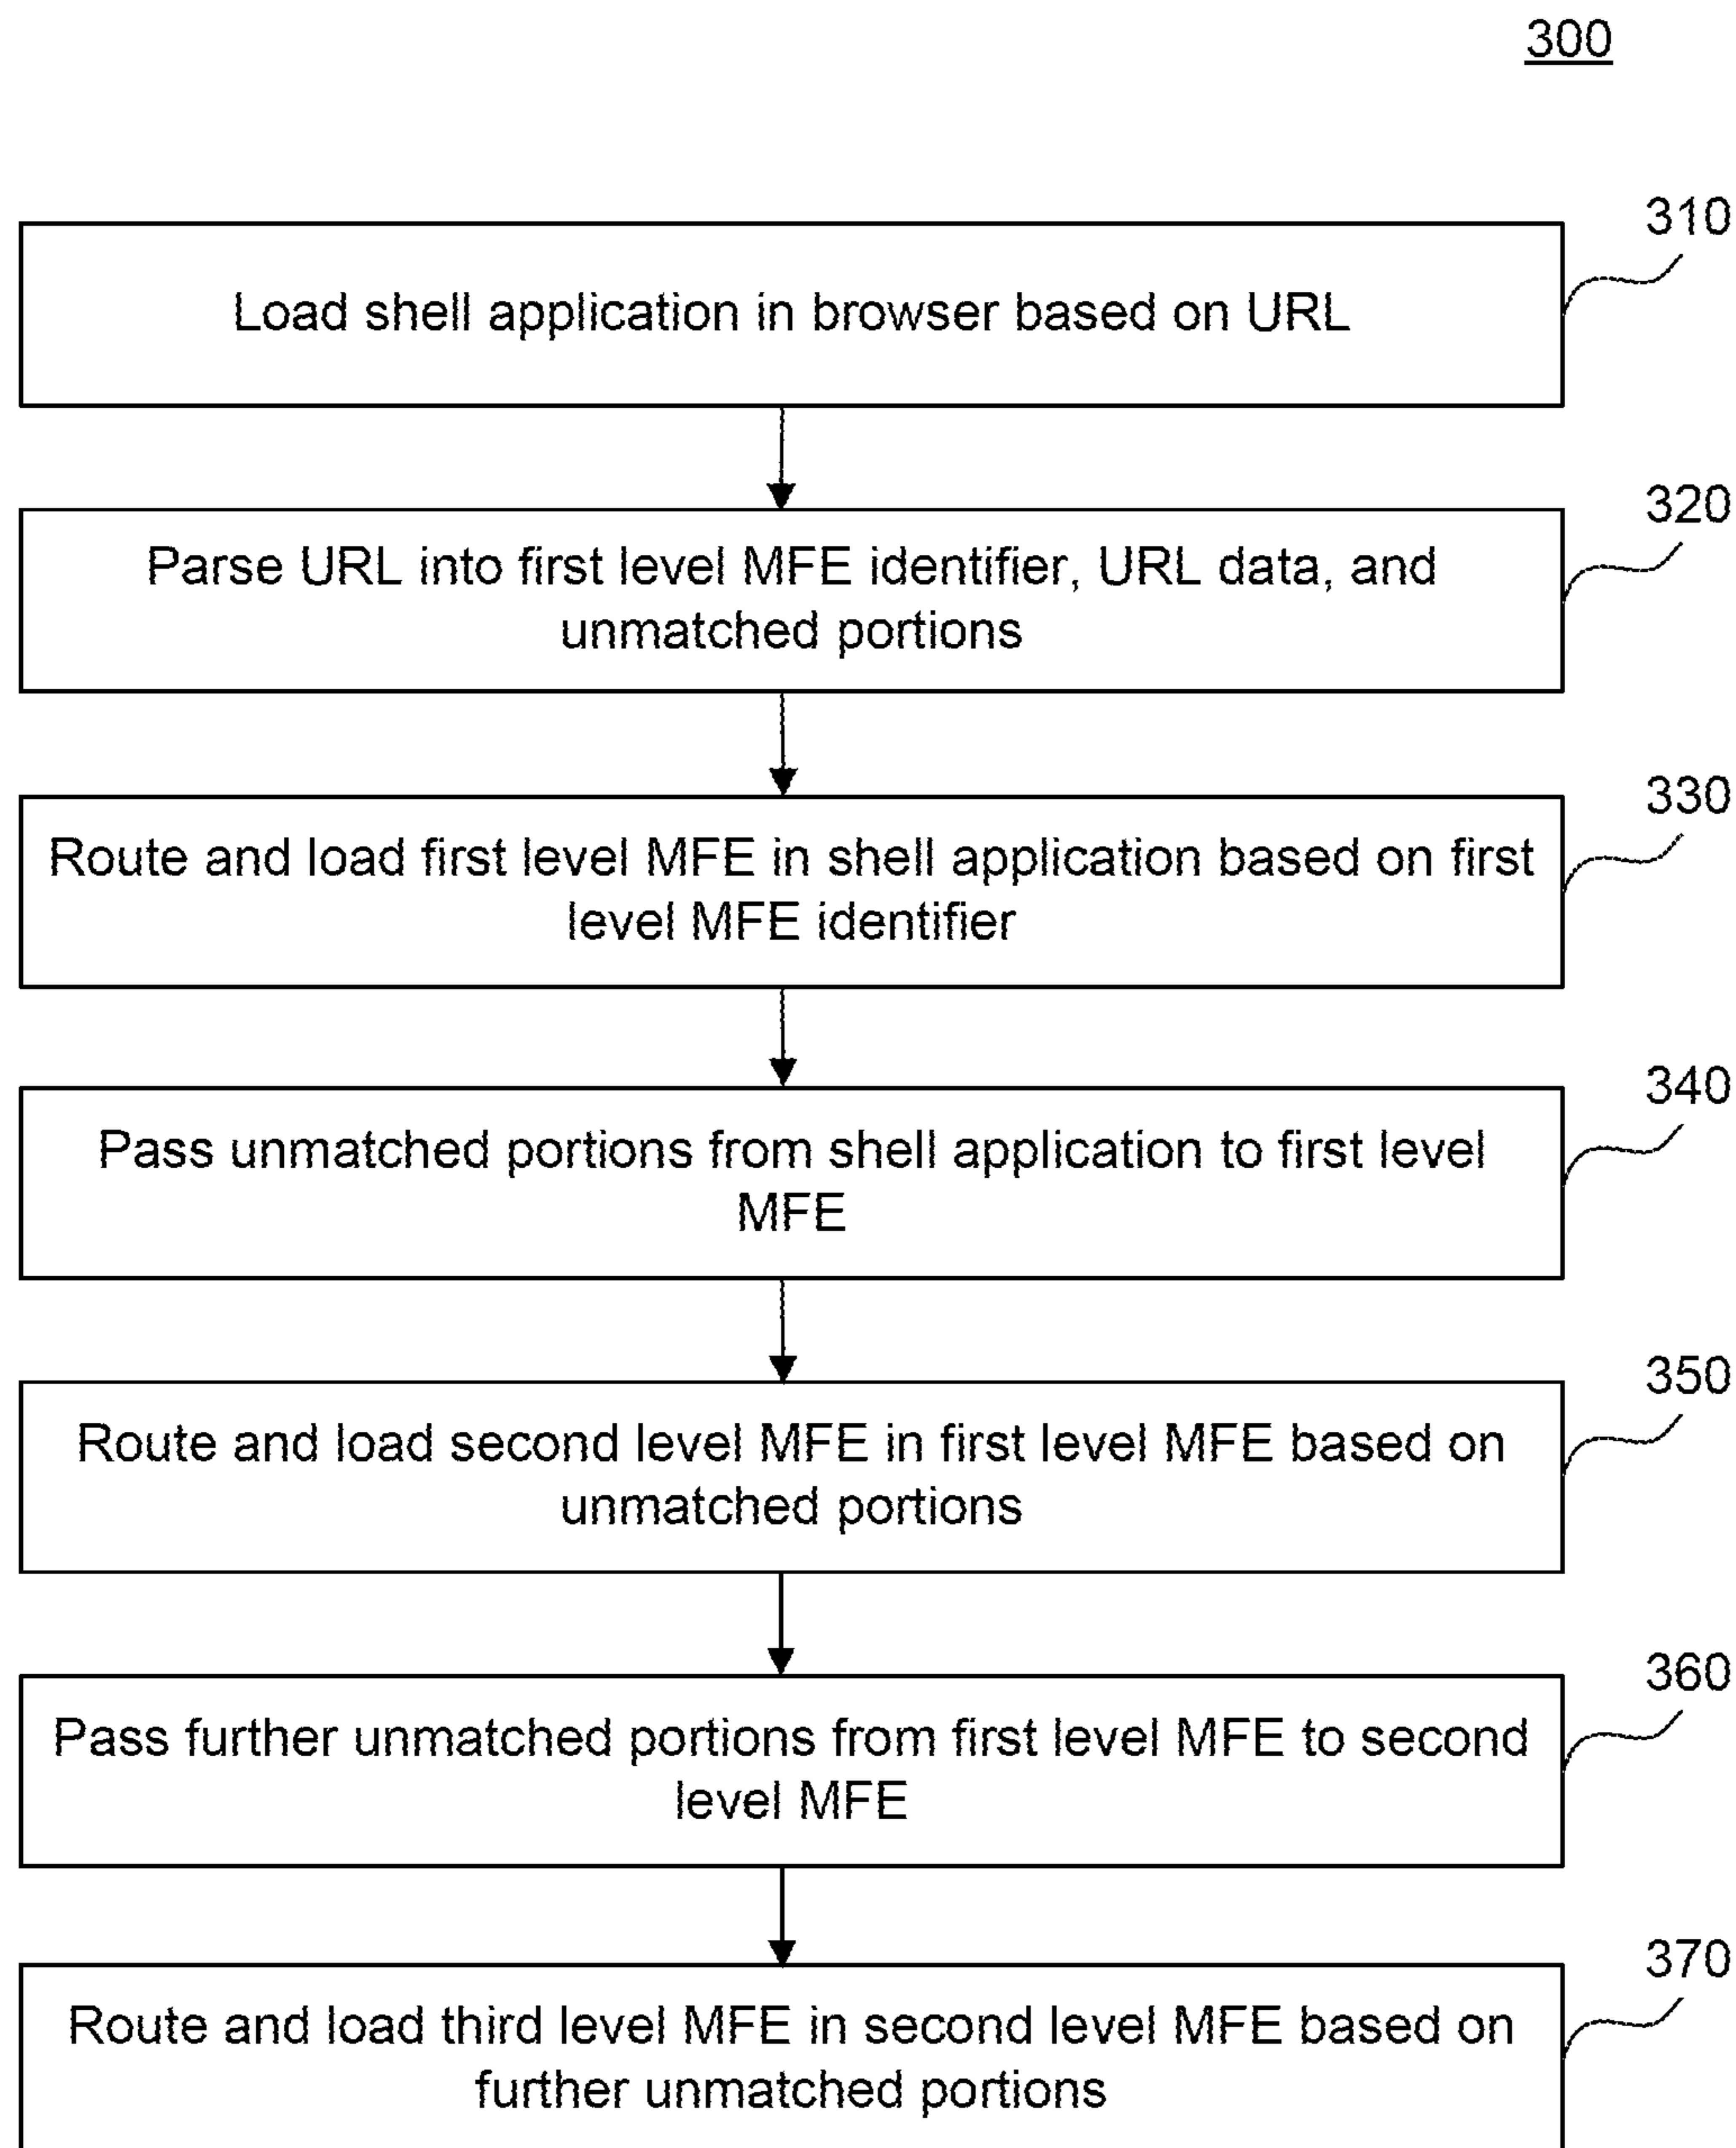 300
310
Load shell application in browser based on URL
320
Parse URL into first level MFE identifier, URL data, and
unmatched portions
330
Route and load first level MFE in shell application based on first
level MFE identifier
340
Pass unmatched portions from shell application to first level
MFE
350
Route and load second level MFE in first level MFE based on
unmatched portions
360
Pass further unmatched portions from first level MFE to second
level MFE
370
Route and load third level MFE in second level MFE based on
further unmatched portions